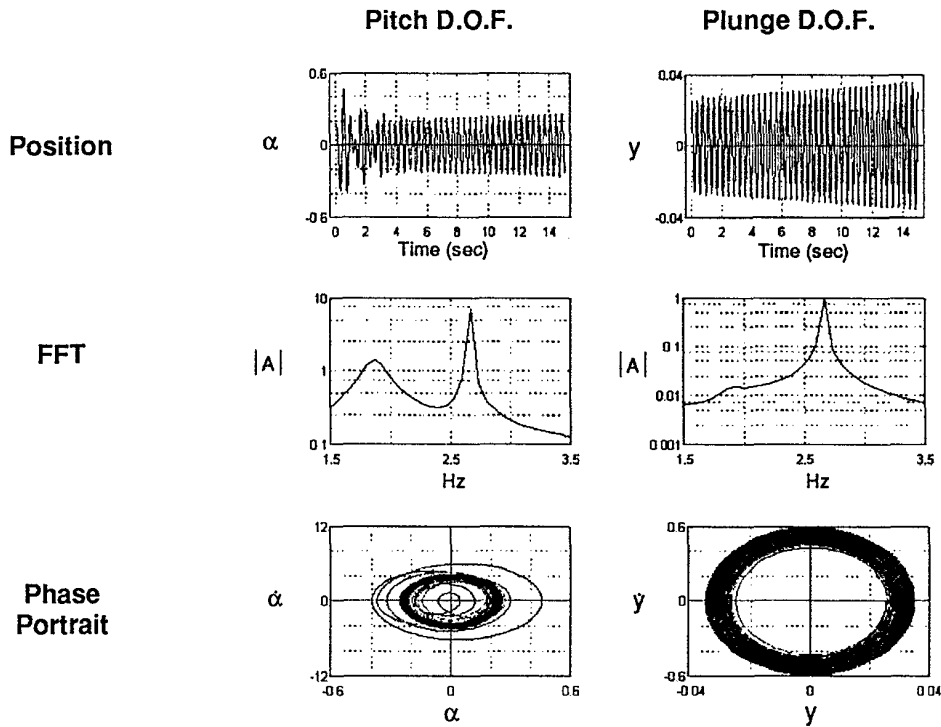 Pitch D.O.F. Plunge D.O.F.
Position
α
0.6
0
-0.6
0 2 4 6 8 10 12 14
Time (sec)
y
0.04
0
-0.04
0 2 4 6 8 10 12 14
Time (sec)
FFT
|A|
10
1
0.1
1.5 2.5 3.5
Hz
|A|
1
0.1
0.01
0.001
1.5 2.5 3.5
Hz
Phase
Portrait
α̇
12
0
-12
-0.6 0 0.6
α
ẏ
0.6
0
-0.6
-0.04 0 0.04
y